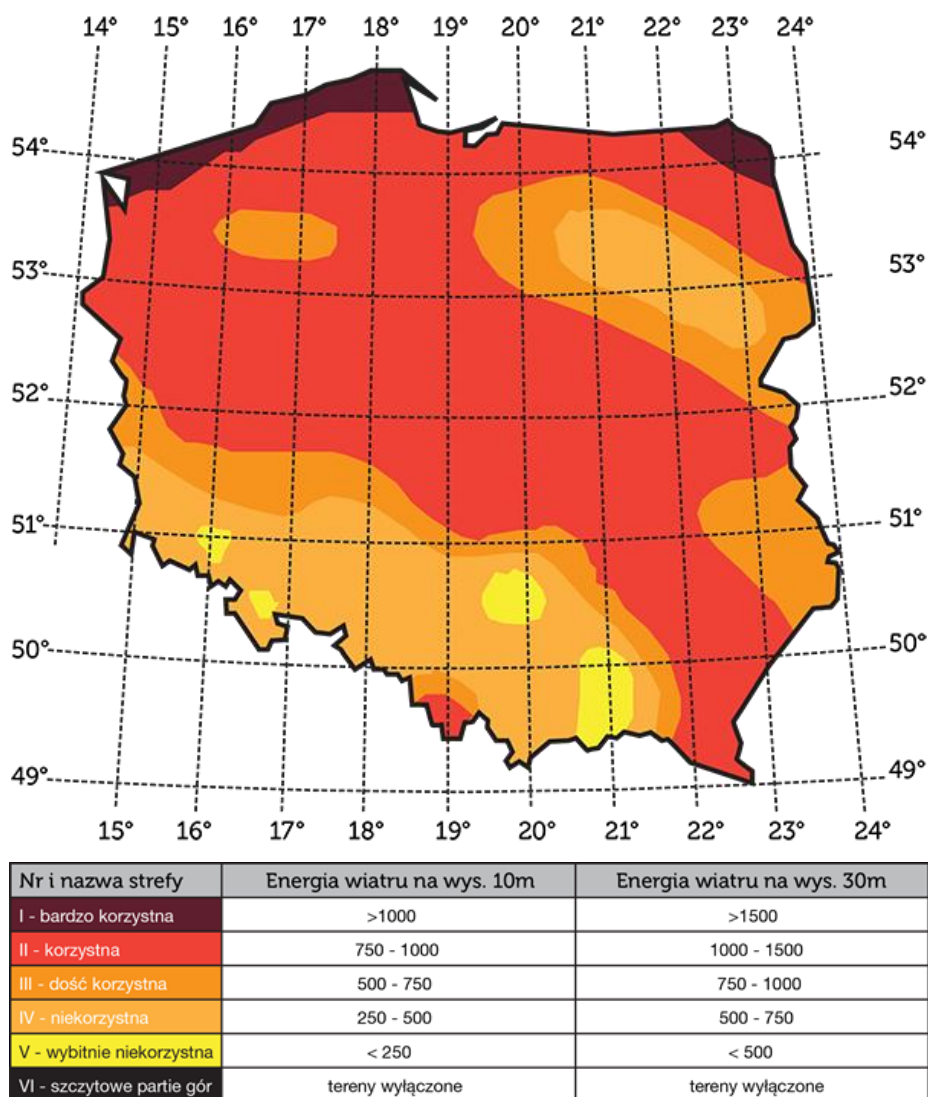 14° 15° 16° 17° 18° 19° 20° 21° 22° 23° 24°
54° 54°
53° 53°
52° 52°
51° 51°
50° 50°
49° 49°
15° 16° 17° 18° 19° 20° 21° 22° 23° 24°
Nr i nazwa strefy Energia wiatru na wys. 10m Energia wiatru na wys. 30m
I - bardzo korzystna >1000 >1500
II - korzystna 750 - 1000 1000 - 1500
III - dość korzystna 500 - 750 750 - 1000
IV - niekorzystna 250 - 500 500 - 750
V - wybitnie niekorzystna < 250 < 500
VI - szczytowe partie gór tereny wyłączone tereny wyłączone